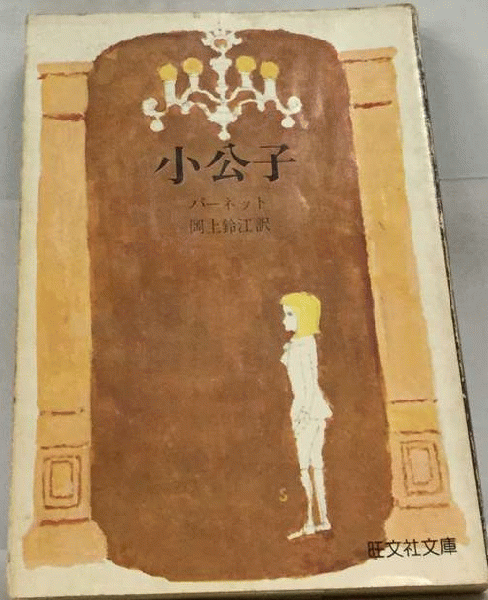 小公子
バーネット
岡上鈴江訳
S
旺文社文庫